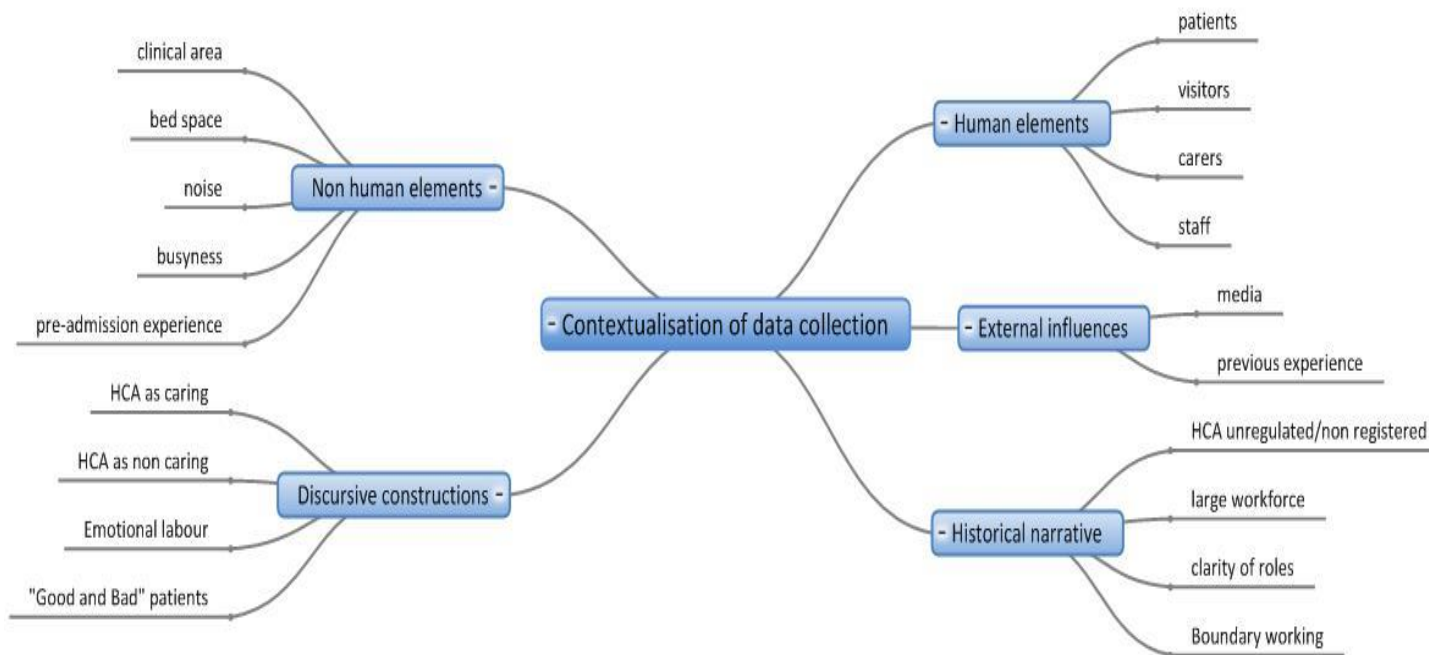 clinical area
bed space
noise
busyness
pre-admission experience
Non human elements
HCA as caring
HCA as non caring
Emotional labour
"Good and Bad" patients
Discursive constructions
Contextualisation of data collection
Human elements
patients
visitors
carers
staff
External influences
media
previous experience
Historical narrative
HCA unregulated/non registered
large workforce
clarity of roles
Boundary working